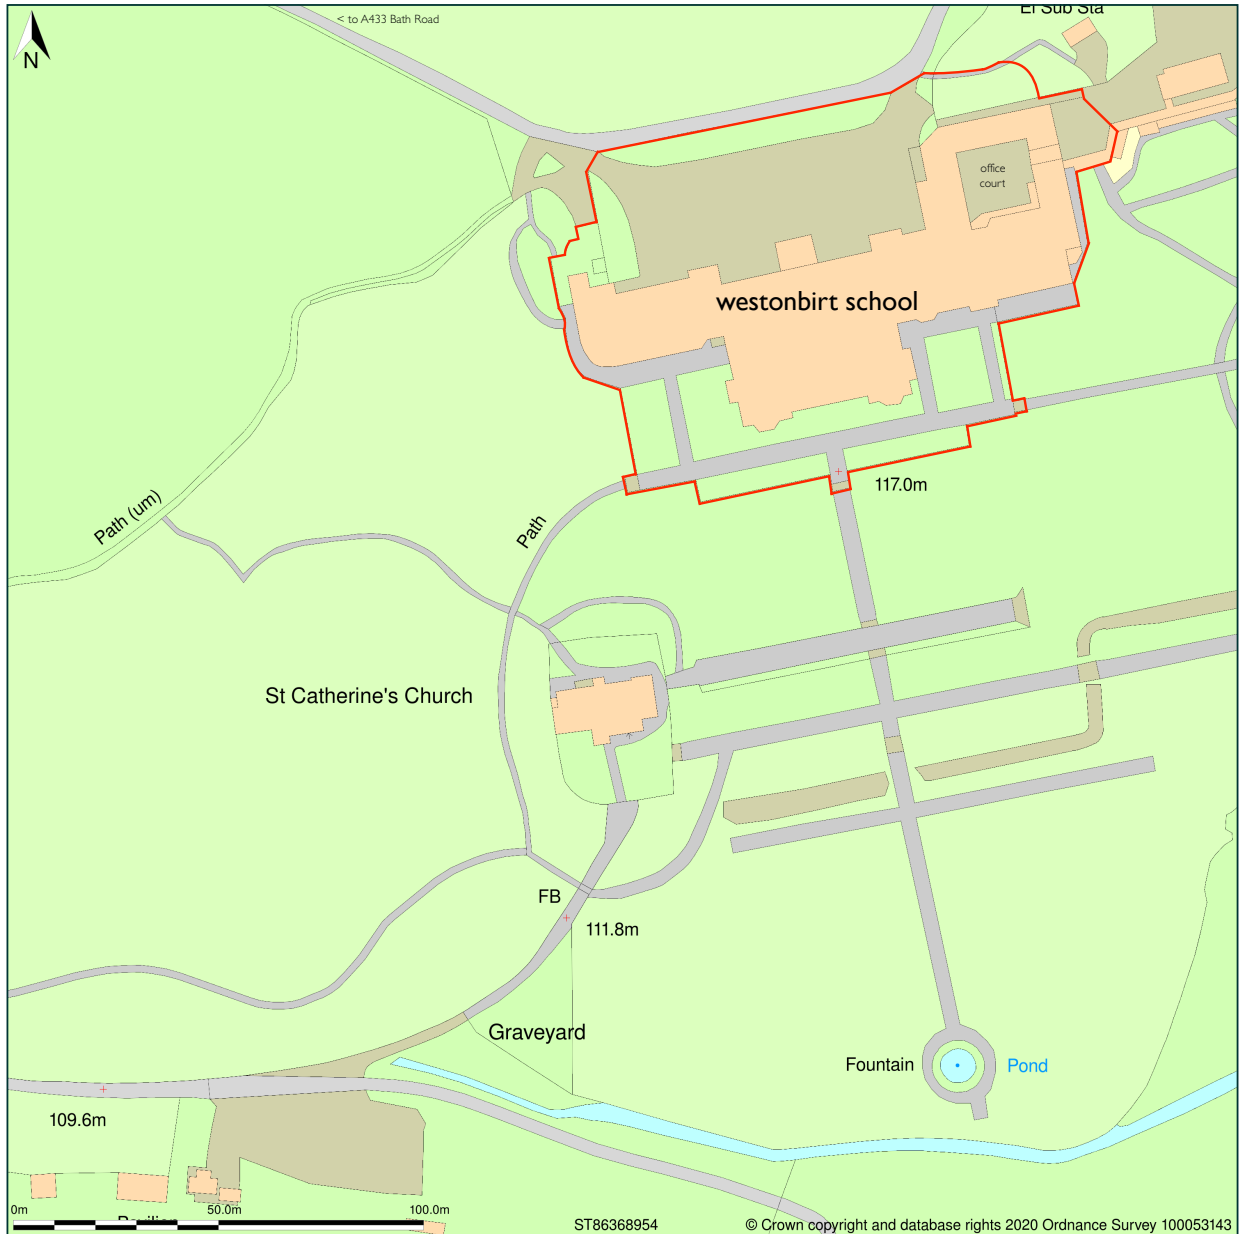 < to A433 Bath Road
El Sub Sta
N
office
court
westonbirt school
117.0m
Path (um)
Path
St Catherine's Church
FB
111.8m
Graveyard
Fountain
Pond
109.6m
Pavilion
0m
50.0m
100.0m
ST86368954
© Crown copyright and database rights 2020 Ordnance Survey 100053143